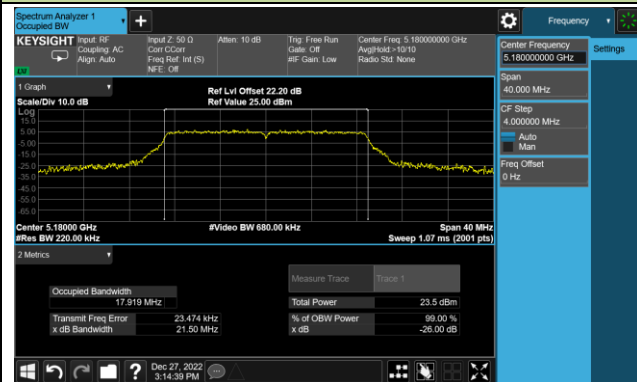 Spectrum Analyzer 1
Occupied BW
Frequency
KEYSIGHT
Input: RF
Coupling: AC
Align: Auto
Input Z: 50 Ω
Corr CCorr
Freq Ref: Int (S)
NFE: Off
Atten: 10 dB
Trig: Free Run
Gate: Off
#IF Gain: Low
Center Freq: 5.180000000 GHz
Avg|Hold:>10/10
Radio Std: None
LXI
Center Frequency
5.180000000 GHz
Settings
Span
40.000 MHz
CF Step
4.000000 MHz
Auto
Man
Freq Offset
0 Hz
1 Graph
Scale/Div 10.0 dB
Ref Lvl Offset 22.20 dB
Ref Value 25.00 dBm
Log
15.0
5.00
-5.00
-15.0
-25.0
-35.0
-45.0
-55.0
-65.0
Center 5.18000 GHz
#Res BW 220.00 kHz
#Video BW 680.00 kHz
Span 40 MHz
Sweep 1.07 ms (2001 pts)
2 Metrics
Measure Trace
Trace 1
Occupied Bandwidth
17.919 MHz
Total Power
23.5 dBm
Transmit Freq Error
23.474 kHz
% of OBW Power
99.00 %
x dB Bandwidth
21.50 MHz
x dB
-26.00 dB
?
Dec 27, 2022
3:14:39 PM